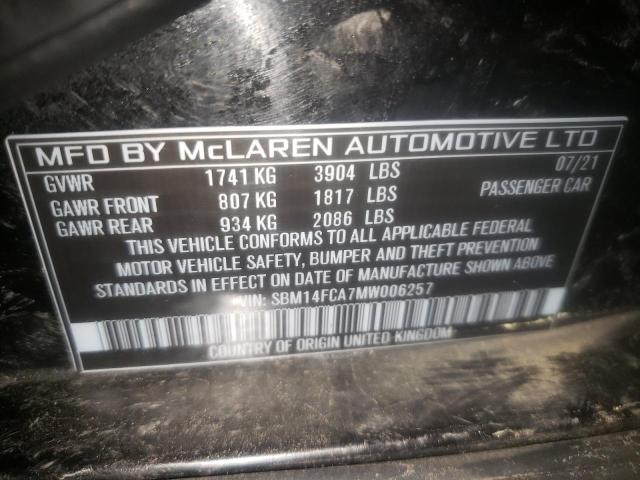 MFD BY McLAREN AUTOMOTIVE LTD
GVWR 1741 KG 3904 LBS 07/21
GAWR FRONT 807 KG 1817 LBS PASSENGER CAR
GAWR REAR 934 KG 2086 LBS
THIS VEHICLE CONFORMS TO ALL APPLICABLE FEDERAL
MOTOR VEHICLE SAFETY, BUMPER AND THEFT PREVENTION
STANDARDS IN EFFECT ON DATE OF MANUFACTURE SHOWN ABOVE
VIN: SBM14FCA7MW006257
COUNTRY OF ORIGIN UNITED KINGDOM